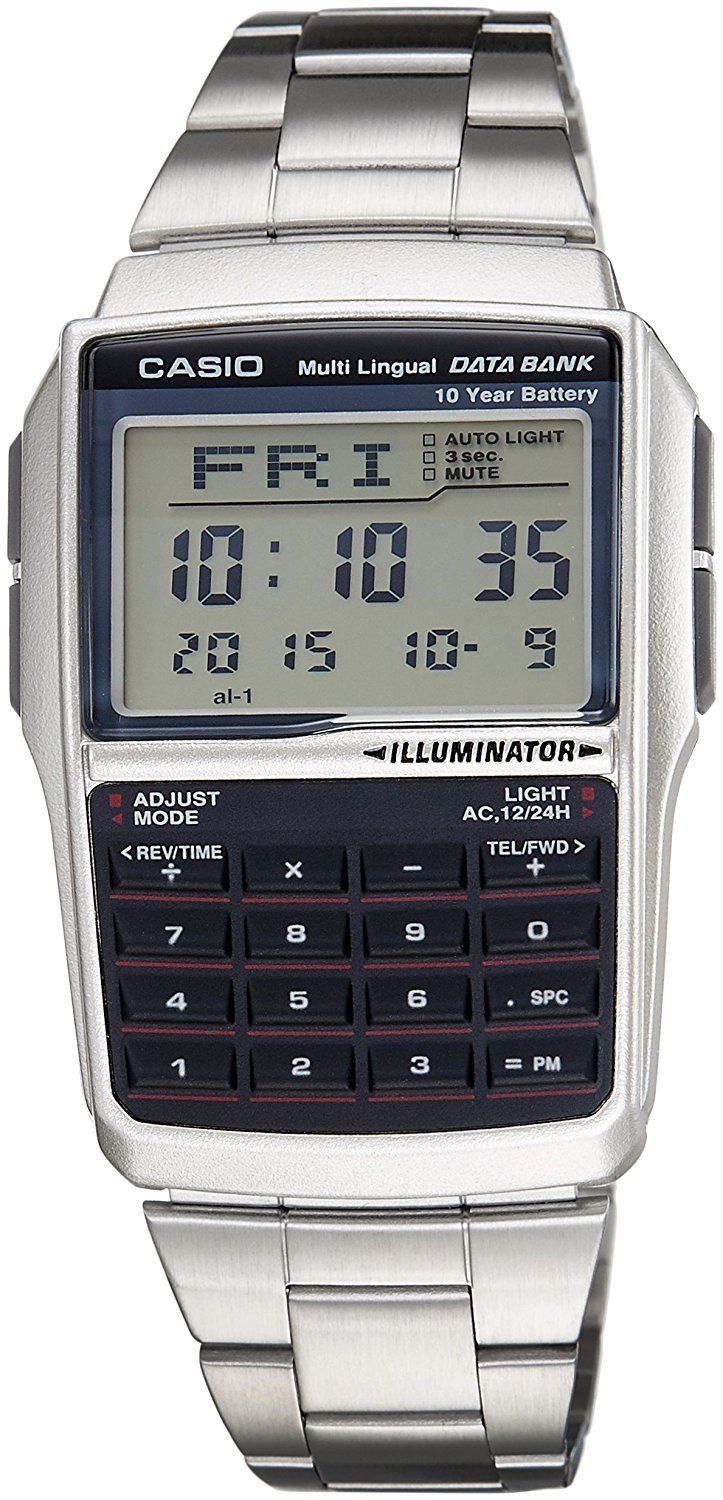 CASIO Multi Lingual DATA BANK
10 Year Battery
FRI
AUTO LIGHT
3 sec.
MUTE
10:10 35
2015 10- 9
al-1
ILLUMINATOR
ADJUST LIGHT
MODE AC,12/24H
< REV/TIME TEL/FWD >
÷ × − +
7 8 9 0
4 5 6 . SPC
1 2 3 = PM